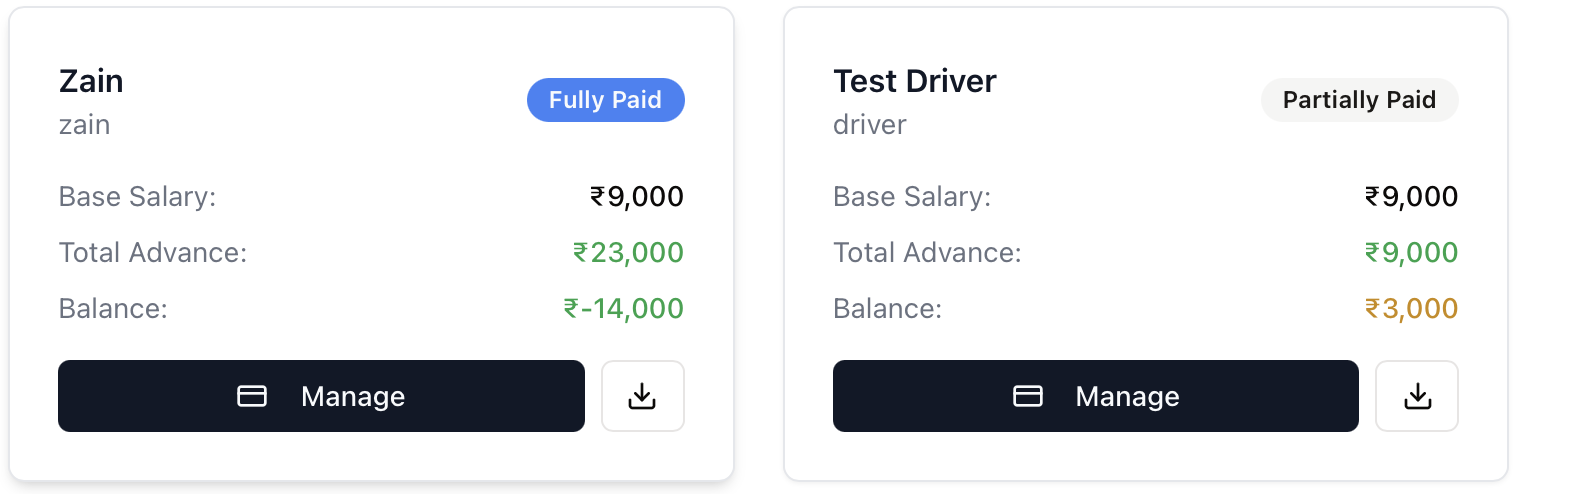 Zain
Fully Paid
zain
Base Salary: ₹9,000
Total Advance: ₹23,000
Balance: ₹-14,000
Manage
Test Driver
Partially Paid
driver
Base Salary: ₹9,000
Total Advance: ₹9,000
Balance: ₹3,000
Manage